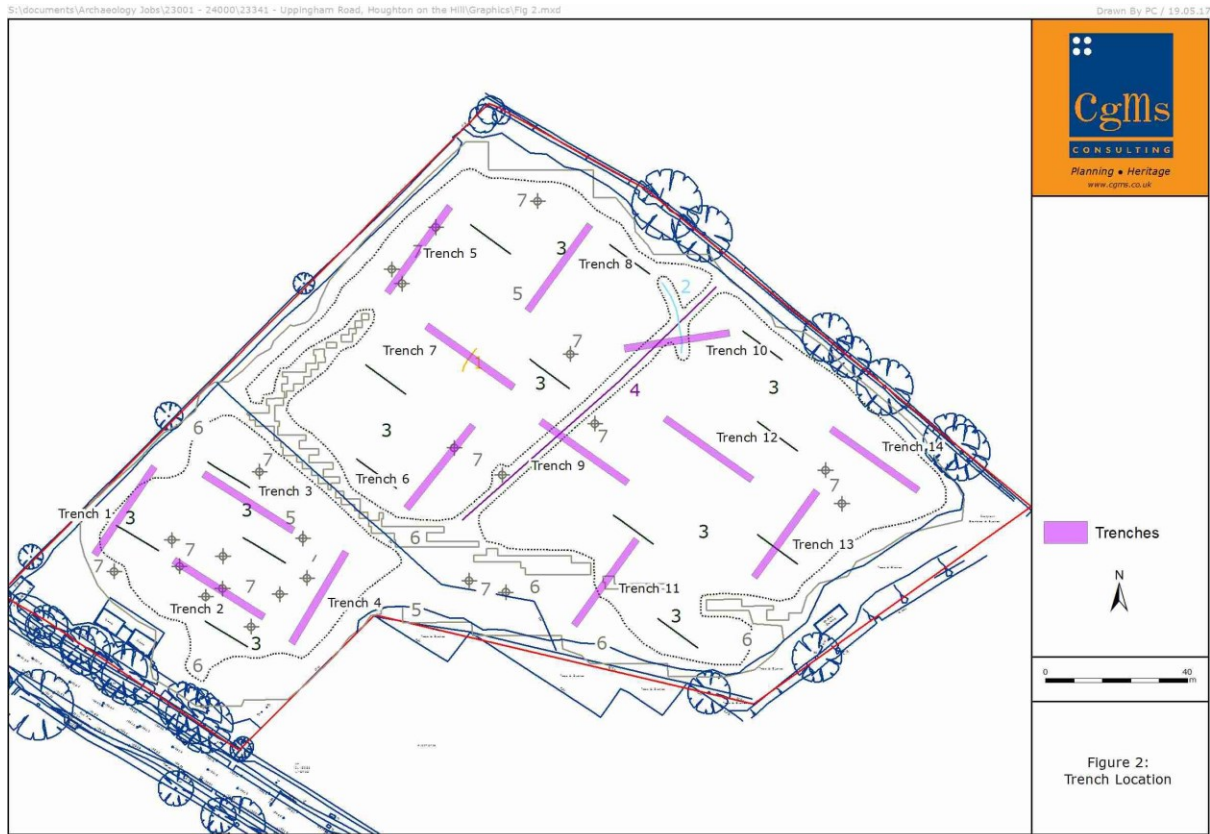 S:\documents\Archaeology Jobs\23001 - 24000\23341 - Uppingham Road, Houghton on the Hill\Graphics\Fig 2.mxd
Drawn By PC / 19.05.17
CgMs
CONSULTING
Planning • Heritage
www.cgms.co.uk
Trenches
N
0 40
m
Figure 2:
Trench Location
7
7
Trench 5
3
Trench 8
5
2
Trench 7
1
7
Trench 10
3
4
3
3
6
7
Trench 12
Trench 14
7
Trench 9
7
Trench 6
7
Trench 3
Trench 1
3
3
5
6
3
Trench 13
7
7
7
7
6
Trench 11
Trench 2
Trench 4
5
3
3
6
6
6